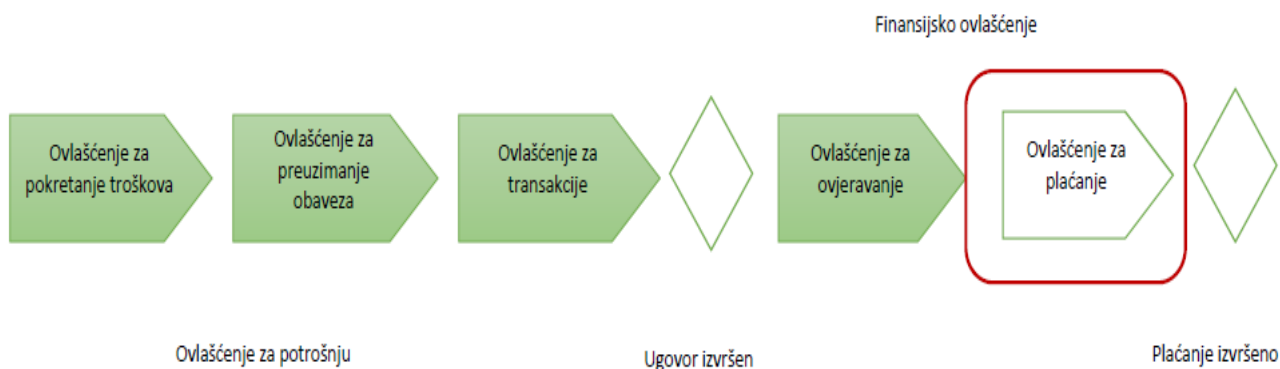 Finansijsko ovlašćenje
Ovlašćenje za
pokretanje troškova
Ovlašćenje za
preuzimanje
obaveza
Ovlašćenje za
transakcije
Ovlašćenje za
ovjeravanje
Ovlašćenje za
plaćanje
Ovlašćenje za potrošnju
Ugovor izvršen
Plaćanje izvršeno